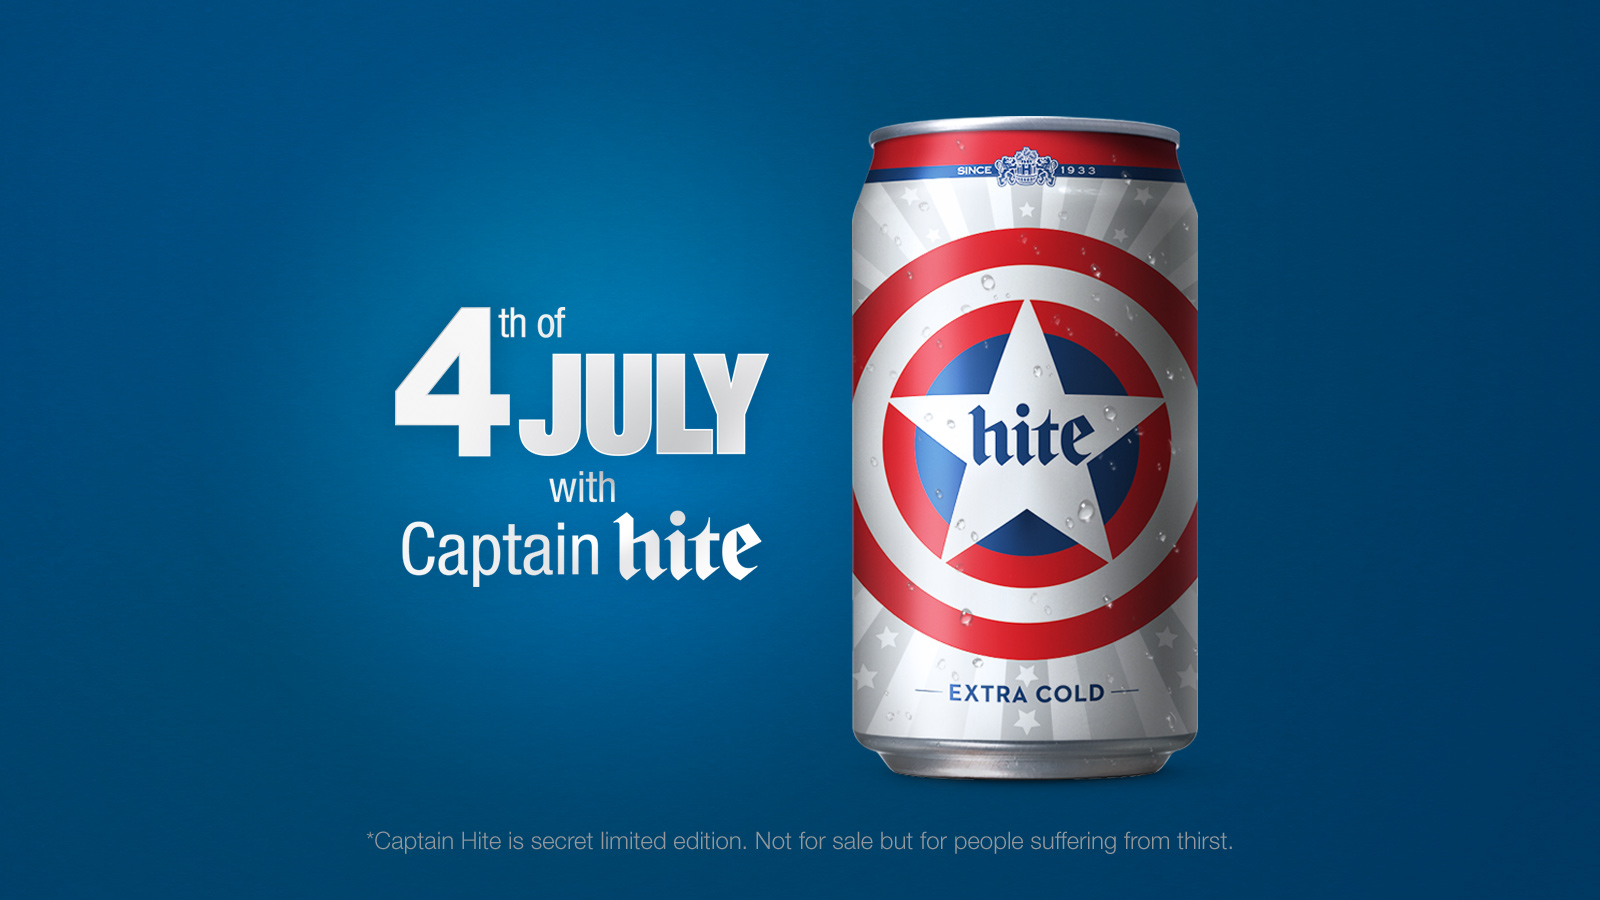 4th of
JULY
with
Captain hite
SINCE 1933
hite
EXTRA COLD
*Captain Hite is secret limited edition. Not for sale but for people suffering from thirst.